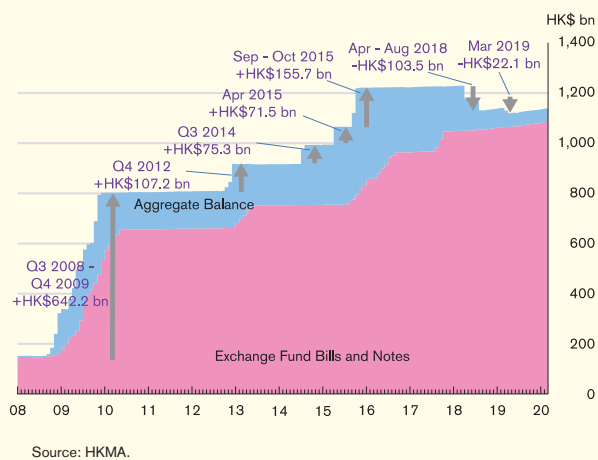 HK$ bn
1,400
1,200
1,000
800
600
400
200
0
Sep - Oct 2015
+HK$155.7 bn
Apr - Aug 2018
-HK$103.5 bn
Mar 2019
-HK$22.1 bn
Apr 2015
+HK$71.5 bn
Q3 2014
+HK$75.3 bn
Q4 2012
+HK$107.2 bn
Aggregate Balance
Q3 2008 -
Q4 2009
+HK$642.2 bn
Exchange Fund Bills and Notes
08 09 10 11 12 13 14 15 16 17 18 19 20
Source: HKMA.